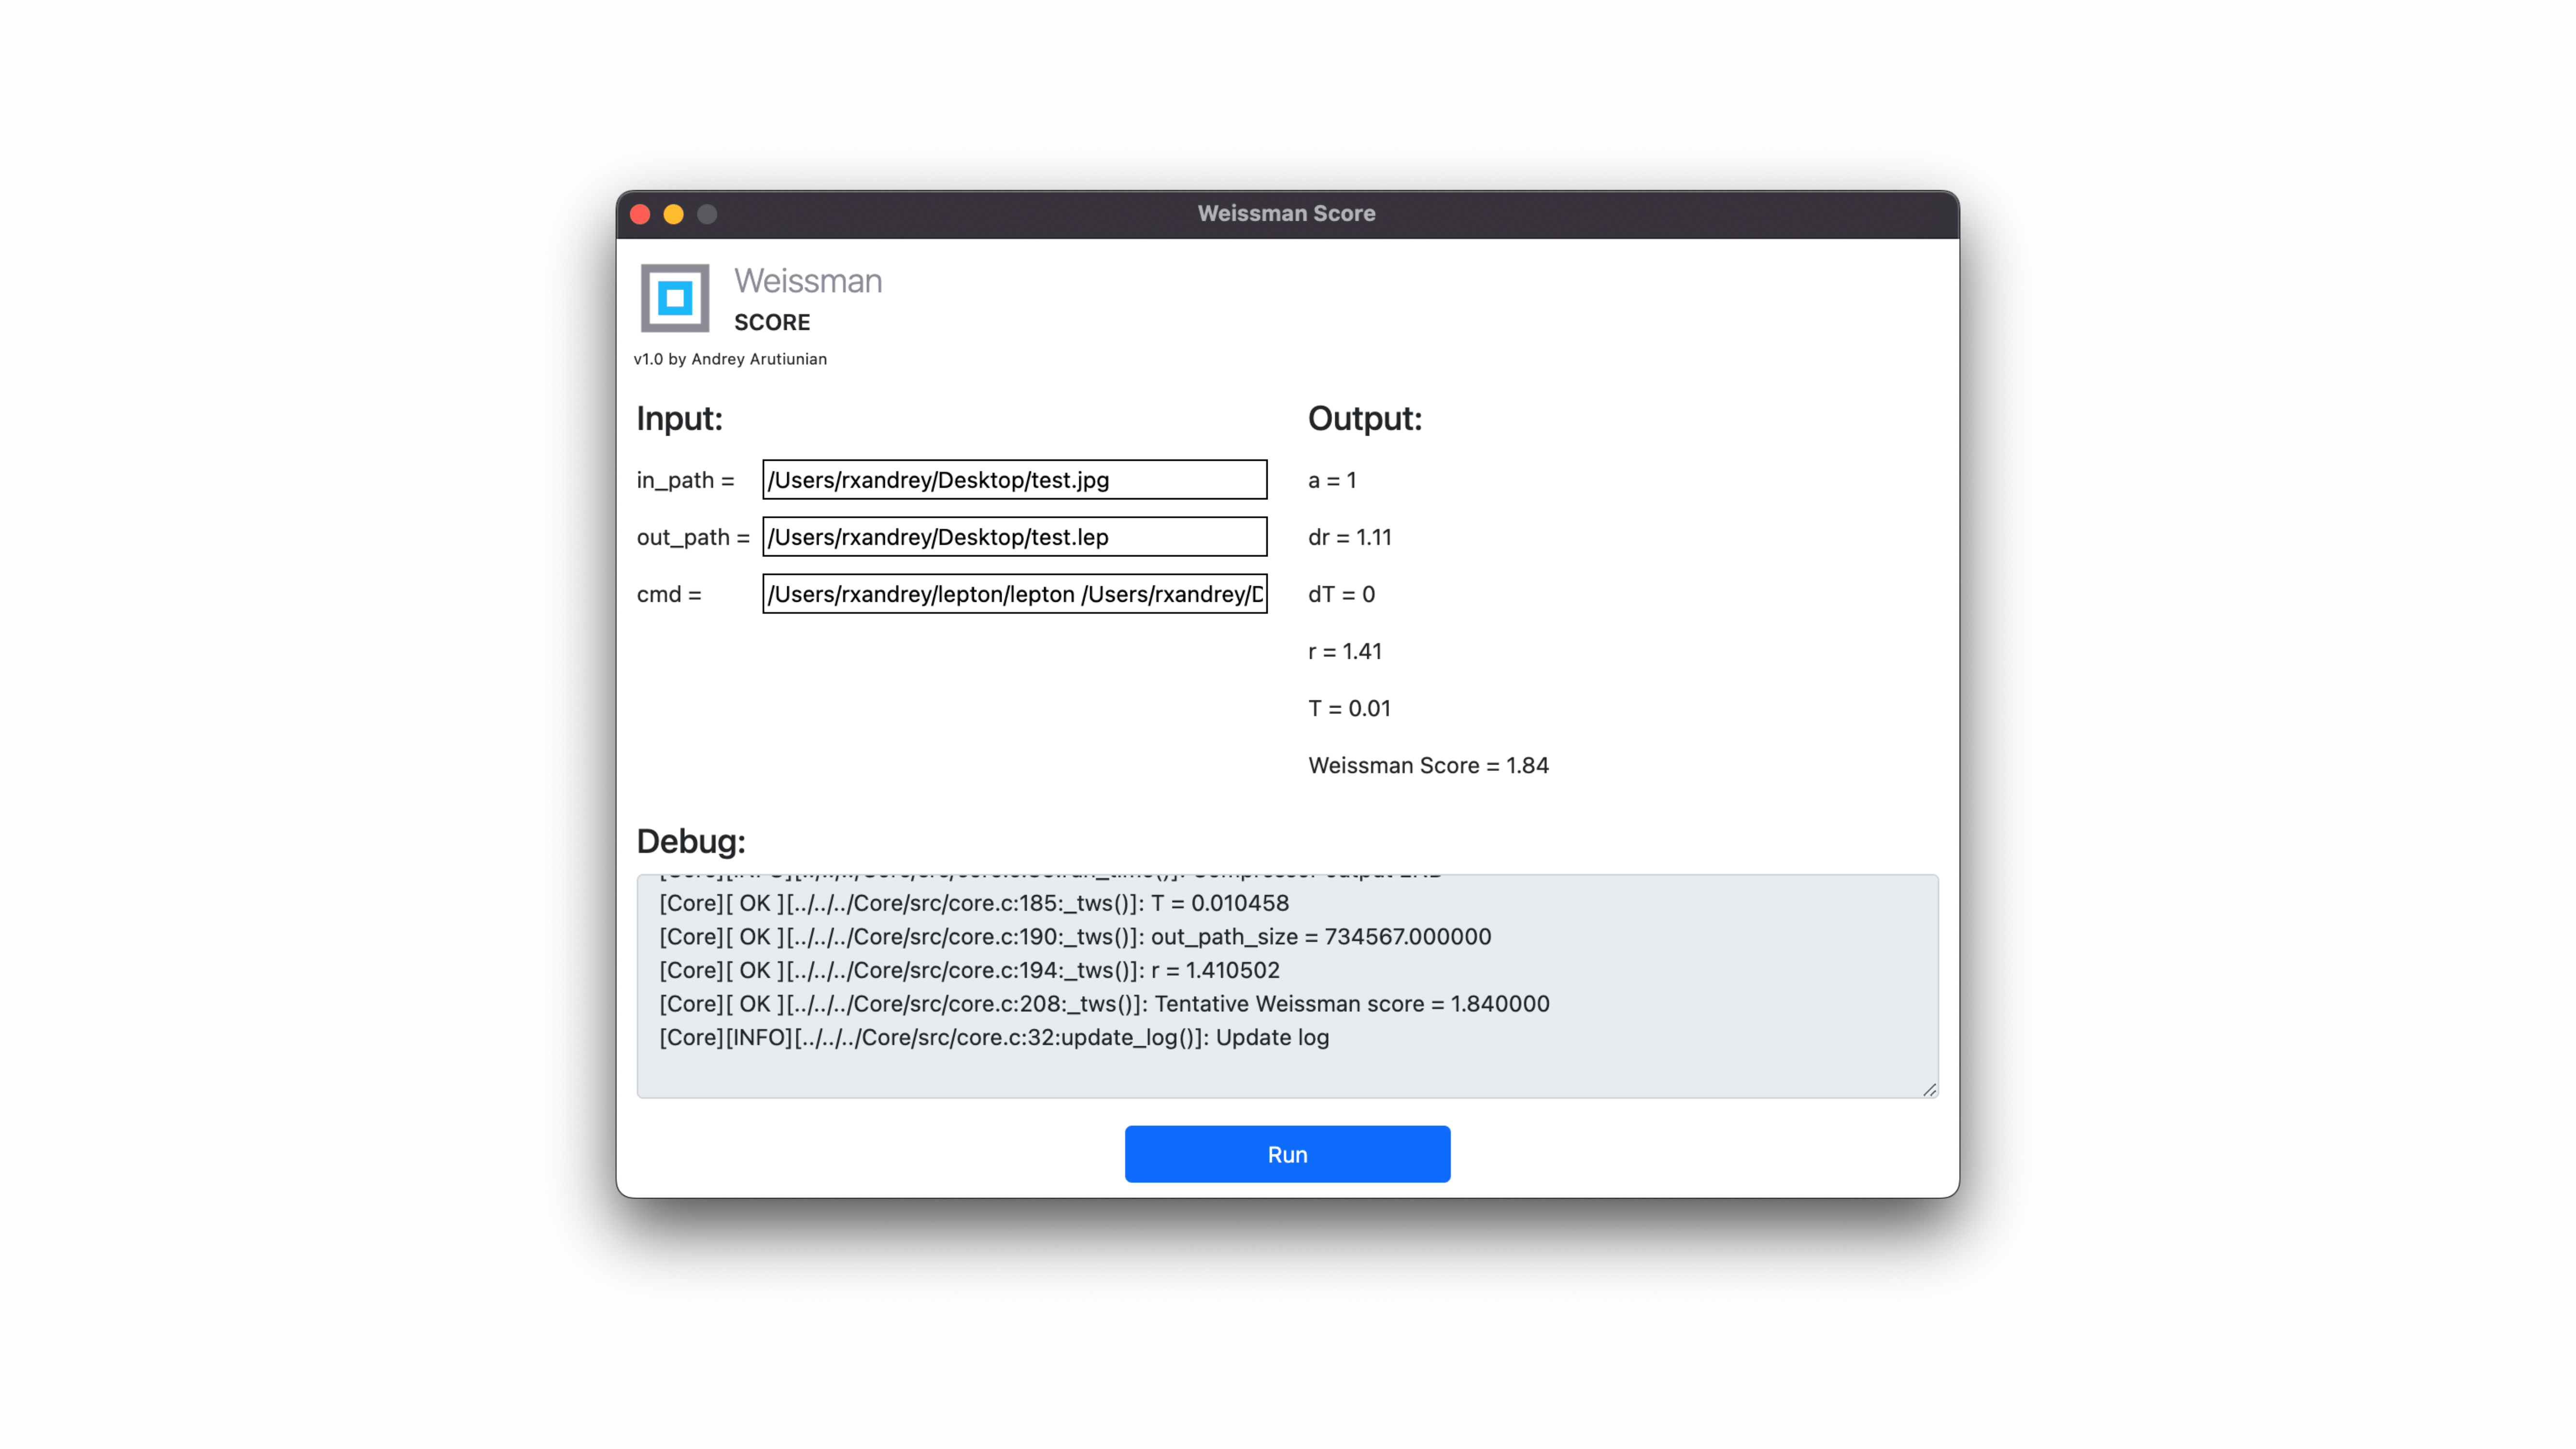 Weissman Score
Weissman
SCORE
v1.0 by Andrey Arutiunian
Input:
in_path = /Users/rxandrey/Desktop/test.jpg
out_path = /Users/rxandrey/Desktop/test.lep
cmd = /Users/rxandrey/lepton/lepton /Users/rxandrey/D
Output:
a = 1
dr = 1.11
dT = 0
r = 1.41
T = 0.01
Weissman Score = 1.84
Debug:
[Core][ OK ][../../../Core/src/core.c:185:_tws()]: T = 0.010458
[Core][ OK ][../../../Core/src/core.c:190:_tws()]: out_path_size = 734567.000000
[Core][ OK ][../../../Core/src/core.c:194:_tws()]: r = 1.410502
[Core][ OK ][../../../Core/src/core.c:208:_tws()]: Tentative Weissman score = 1.840000
[Core][INFO][../../../Core/src/core.c:32:update_log()]: Update log
Run